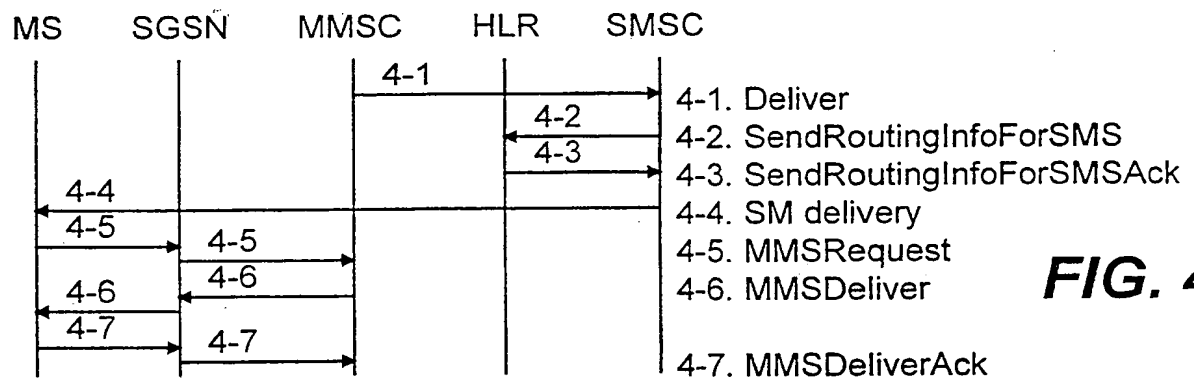 MS SGSN MMSC HLR SMSC
4-1
4-1. Deliver
4-2
4-2. SendRoutingInfoForSMS
4-3
4-3. SendRoutingInfoForSMSAck
4-4
4-4. SM delivery
4-5
4-5
4-5. MMSRequest
4-6
4-6
4-6. MMSDeliver
FIG. 4
4-7
4-7
4-7. MMSDeliverAck